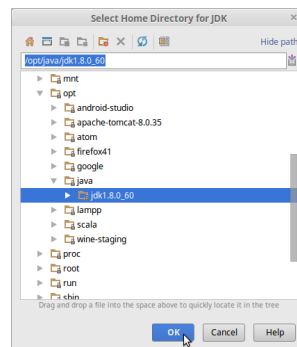 Select Home Directory for JDK
Hide path
/opt/java/jdk1.8.0_60
mnt
opt
android-studio
apache-tomcat-8.0.35
atom
firefox41
google
java
jdk1.8.0_60
lampp
scala
wine-staging
proc
root
run
sbin
Drag and drop a file into the space above to quickly locate it in the tree
OK
Cancel
Help